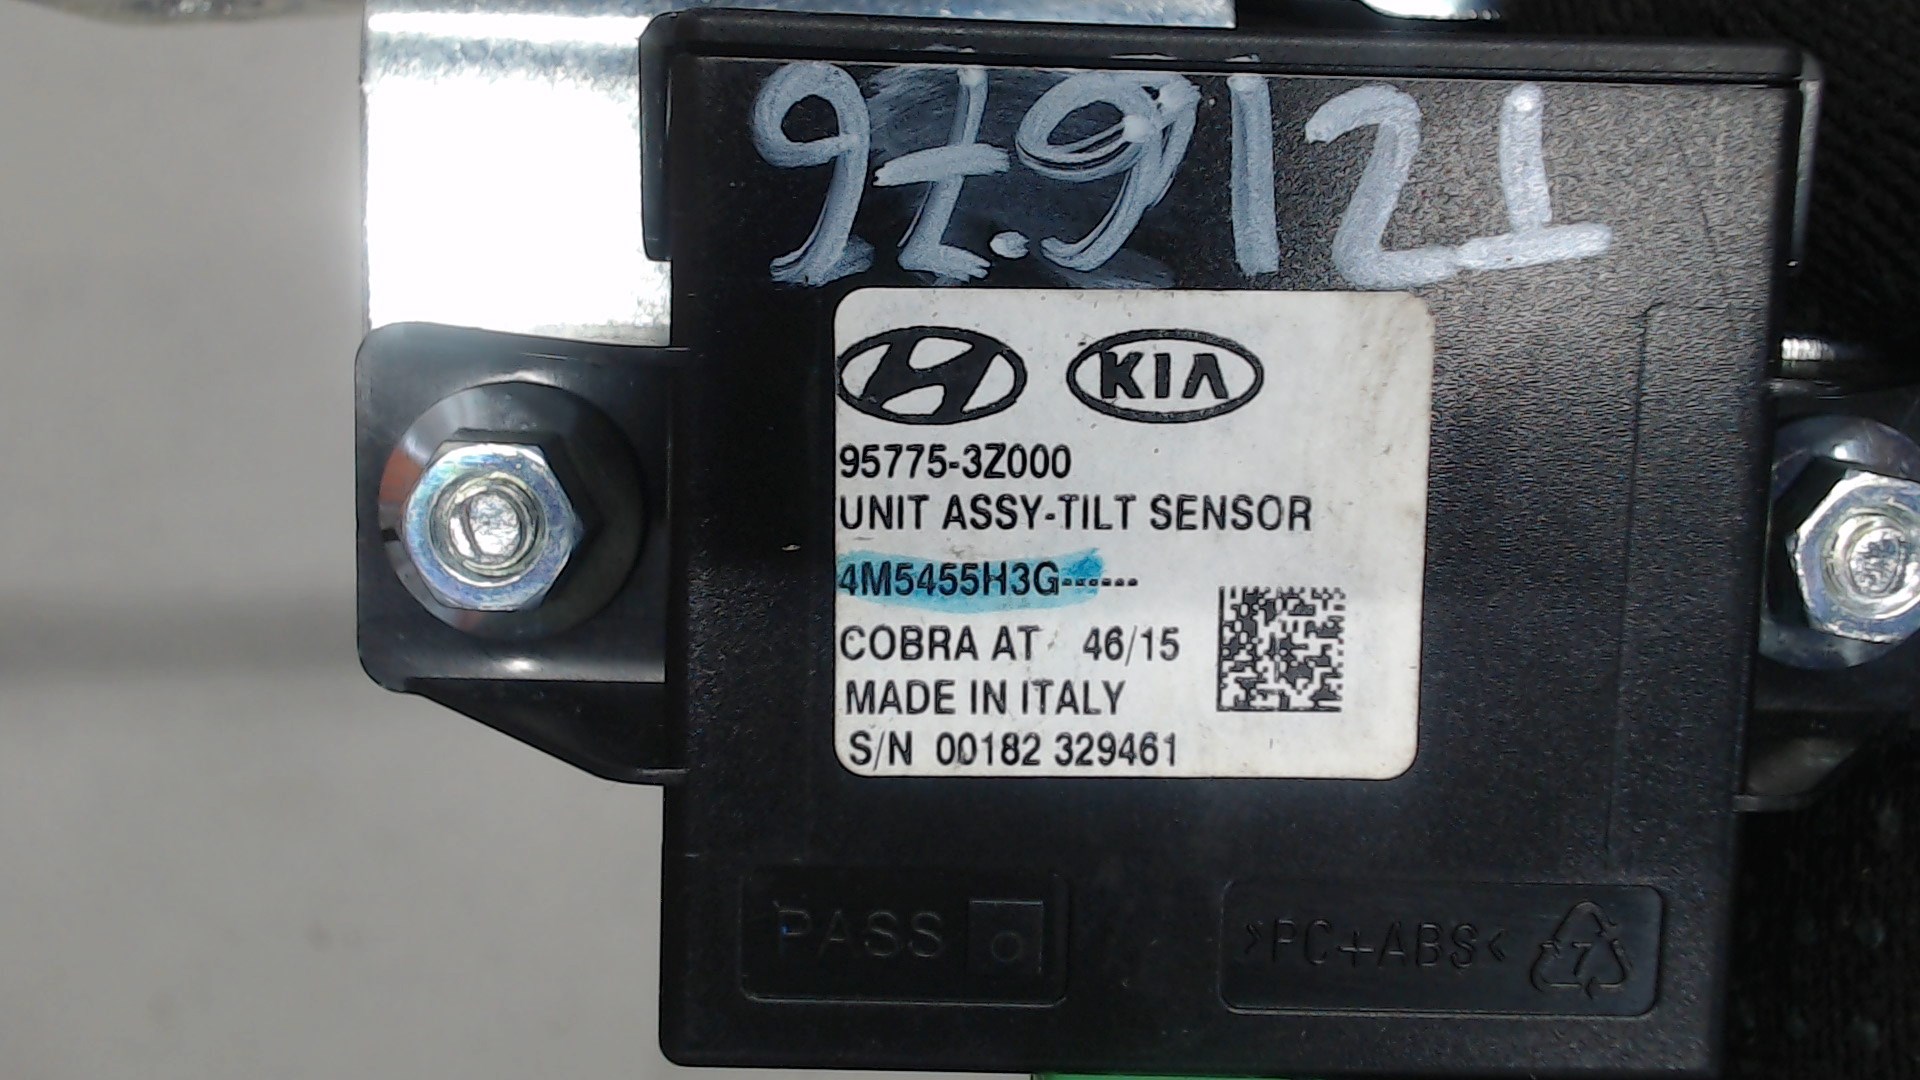 KIA
95775-3Z000
UNIT ASSY-TILT SENSOR
4M5455H3G------
COBRA AT 46/15
MADE IN ITALY
S/N 00182 329461
PASS
>PC+ABS< 7